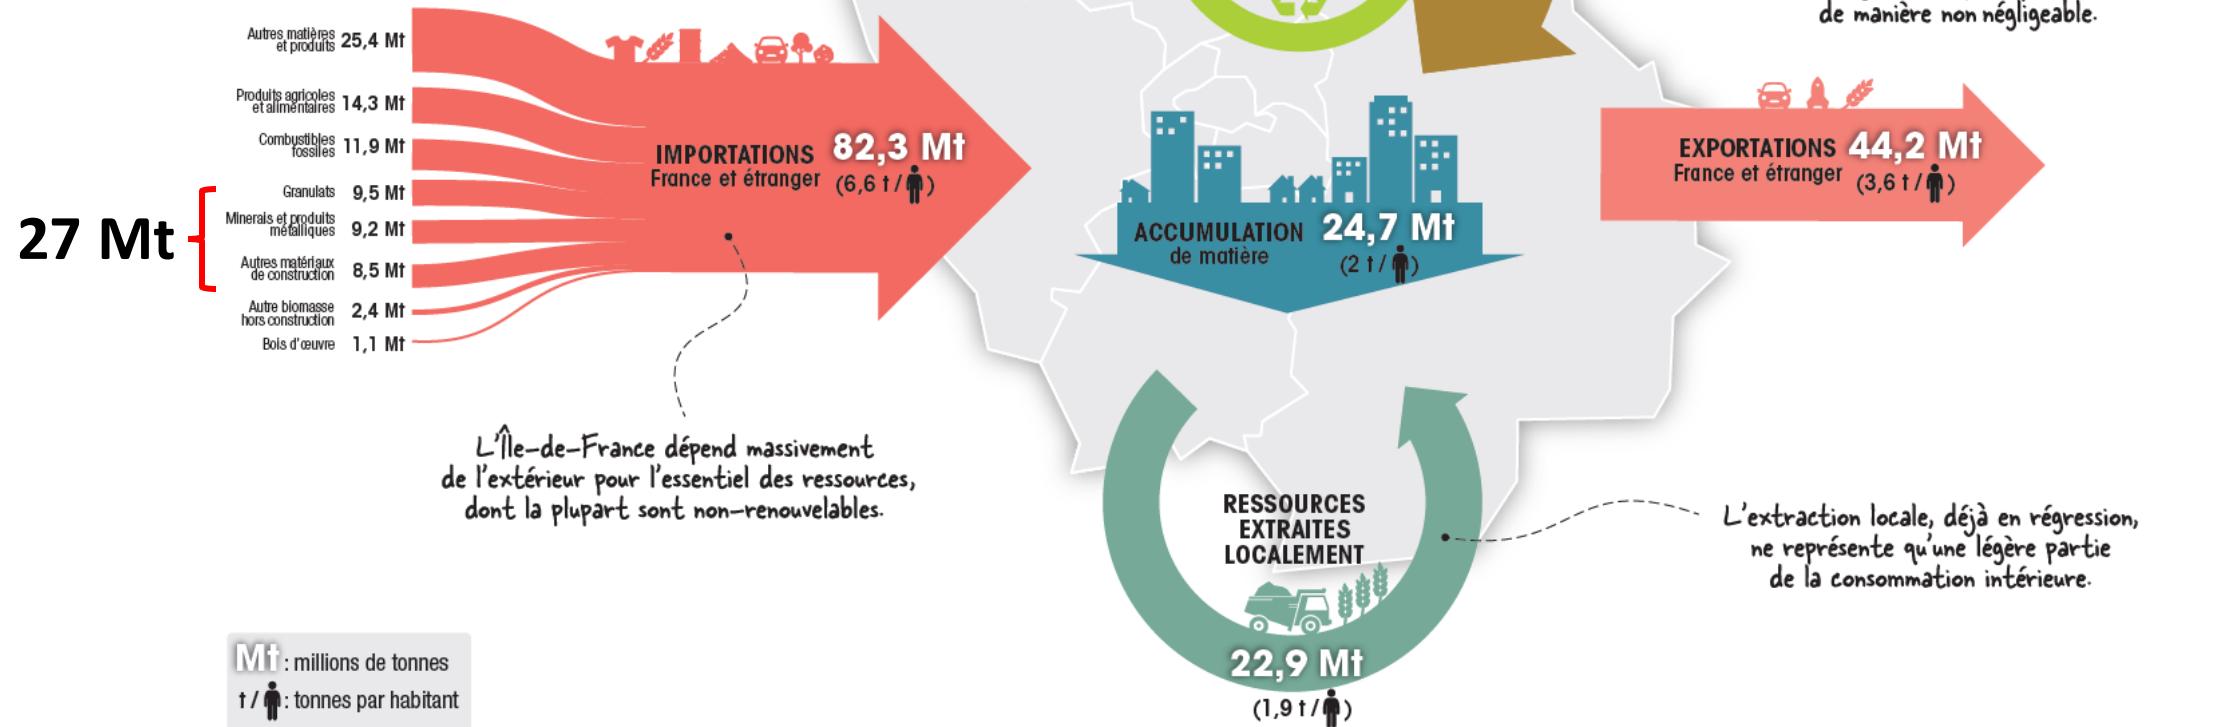 de manière non négligeable.
Autres matières
et produits 25,4 Mt
Produits agricoles
et alimentaires 14,3 Mt
Combustibles
fossiles 11,9 Mt
Granulats 9,5 Mt
Minerais et produits
métalliques 9,2 Mt
Autres matériaux
de construction 8,5 Mt
Autre biomasse
hors construction 2,4 Mt
Bois d'œuvre 1,1 Mt
27 Mt
IMPORTATIONS 82,3 Mt
France et étranger (6,6 t/)
ACCUMULATION 24,7 Mt
de matière (2 t/)
EXPORTATIONS 44,2 Mt
France et étranger (3,6 t/)
L'Île-de-France dépend massivement
de l'extérieur pour l'essentiel des ressources,
dont la plupart sont non-renouvelables.
RESSOURCES
EXTRAITES
LOCALEMENT
22,9 Mt
(1,9 t/)
L'extraction locale, déjà en régression,
ne représente qu'une légère partie
de la consommation intérieure.
Mt : millions de tonnes
t/ : tonnes par habitant